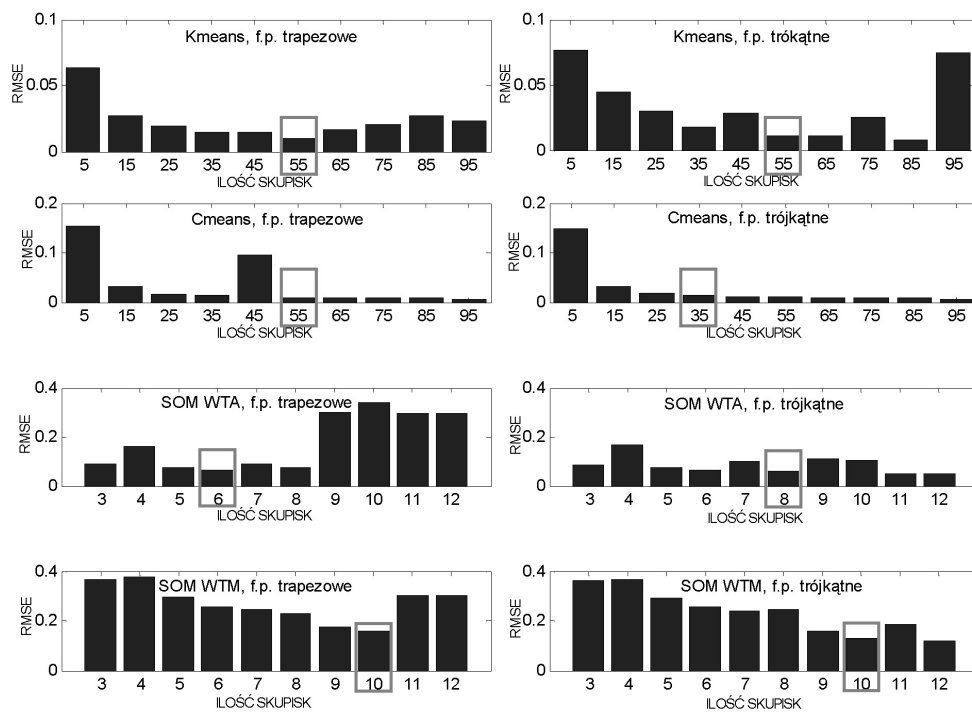 Kmeans, f.p. trapezowe
RMSE
0.1
0.05
0
5 15 25 35 45 55 65 75 85 95
ILOŚĆ SKUPISK
Kmeans, f.p. trókątne
RMSE
0.1
0.05
0
5 15 25 35 45 55 65 75 85 95
ILOŚĆ SKUPISK
Cmeans, f.p. trapezowe
RMSE
0.2
0.1
0
5 15 25 35 45 55 65 75 85 95
ILOŚĆ SKUPISK
Cmeans, f.p. trójkątne
RMSE
0.2
0.1
0
5 15 25 35 45 55 65 75 85 95
ILOŚĆ SKUPISK
SOM WTA, f.p. trapezowe
RMSE
0.4
0.2
0
3 4 5 6 7 8 9 10 11 12
ILOŚĆ SKUPISK
SOM WTA, f.p. trójkątne
RMSE
0.4
0.2
0
3 4 5 6 7 8 9 10 11 12
ILOŚĆ SKUPISK
SOM WTM, f.p. trapezowe
RMSE
0.4
0.2
0
3 4 5 6 7 8 9 10 11 12
ILOŚĆ SKUPISK
SOM WTM, f.p. trójkątne
RMSE
0.4
0.2
0
3 4 5 6 7 8 9 10 11 12
ILOŚĆ SKUPISK